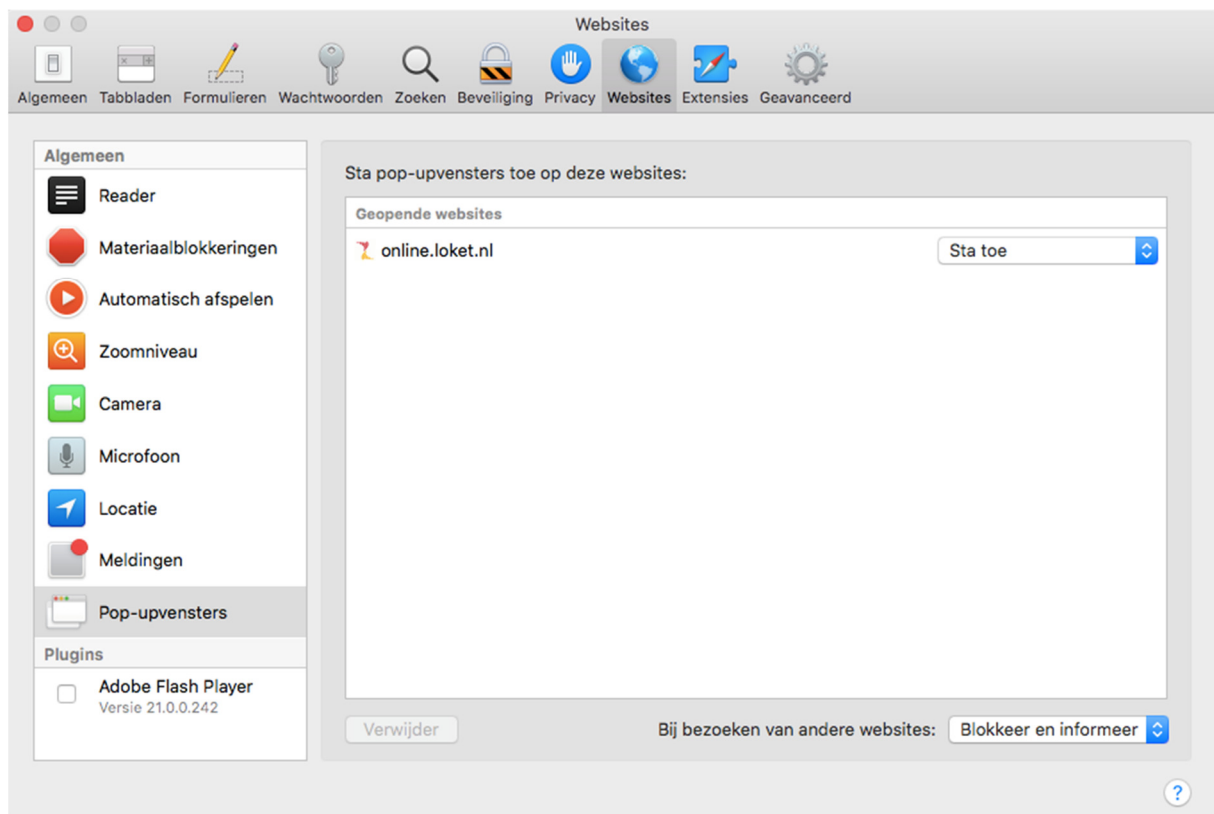 Websites
Algemeen Tabbladen Formulieren Wachtwoorden Zoeken Beveiliging Privacy Websites Extensies Geavanceerd
Algemeen
Reader
Materiaalblokkeringen
Automatisch afspelen
Zoomniveau
Camera
Microfoon
Locatie
Meldingen
Pop-upvensters
Plugins
Adobe Flash Player
Versie 21.0.0.242
Sta pop-upvensters toe op deze websites:
Geopende websites
online.loket.nl Sta toe
Verwijder Bij bezoeken van andere websites: Blokkeer en informeer
?